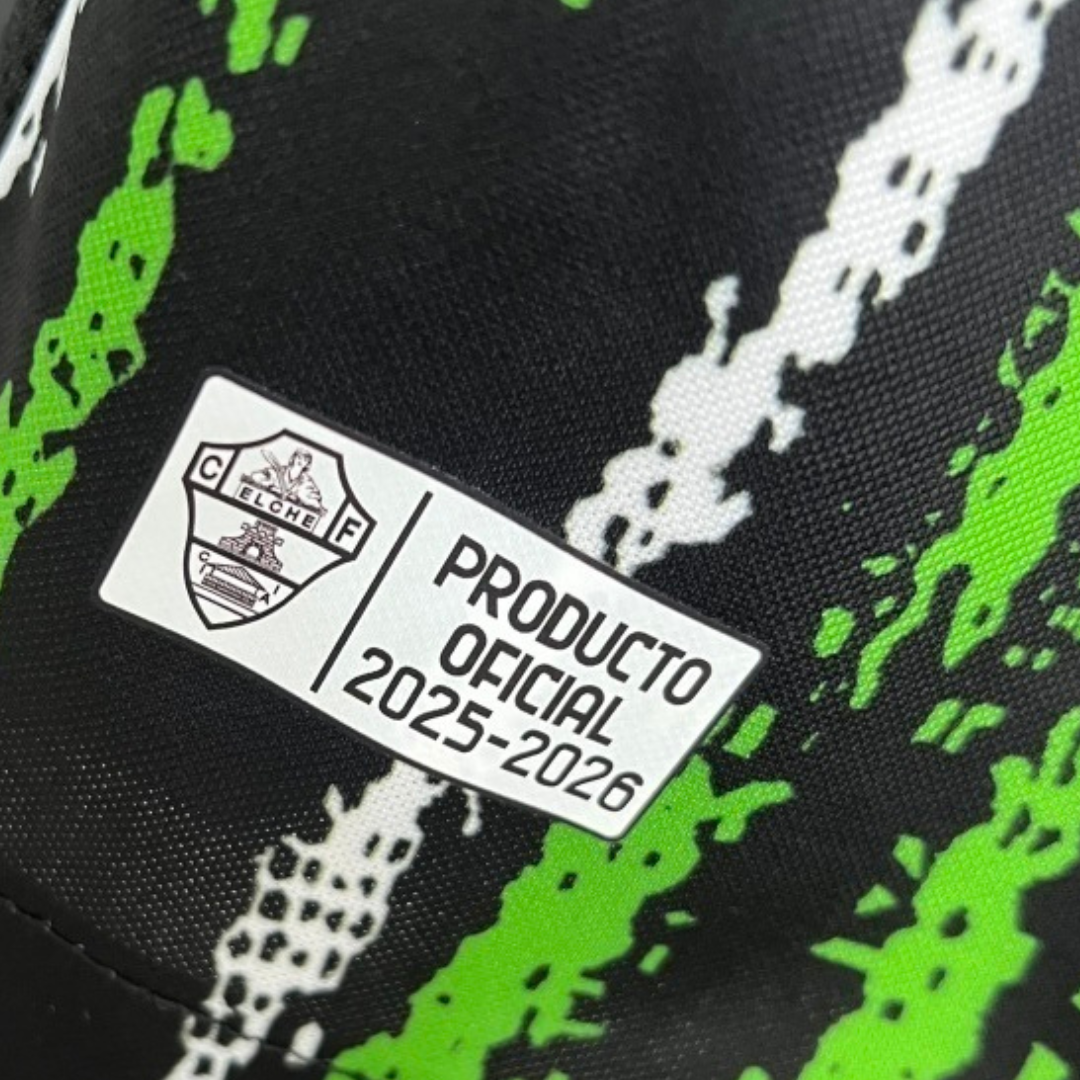 C
ELCHE
F
C I
I A
PRODUCTO
OFICIAL
2025-2026